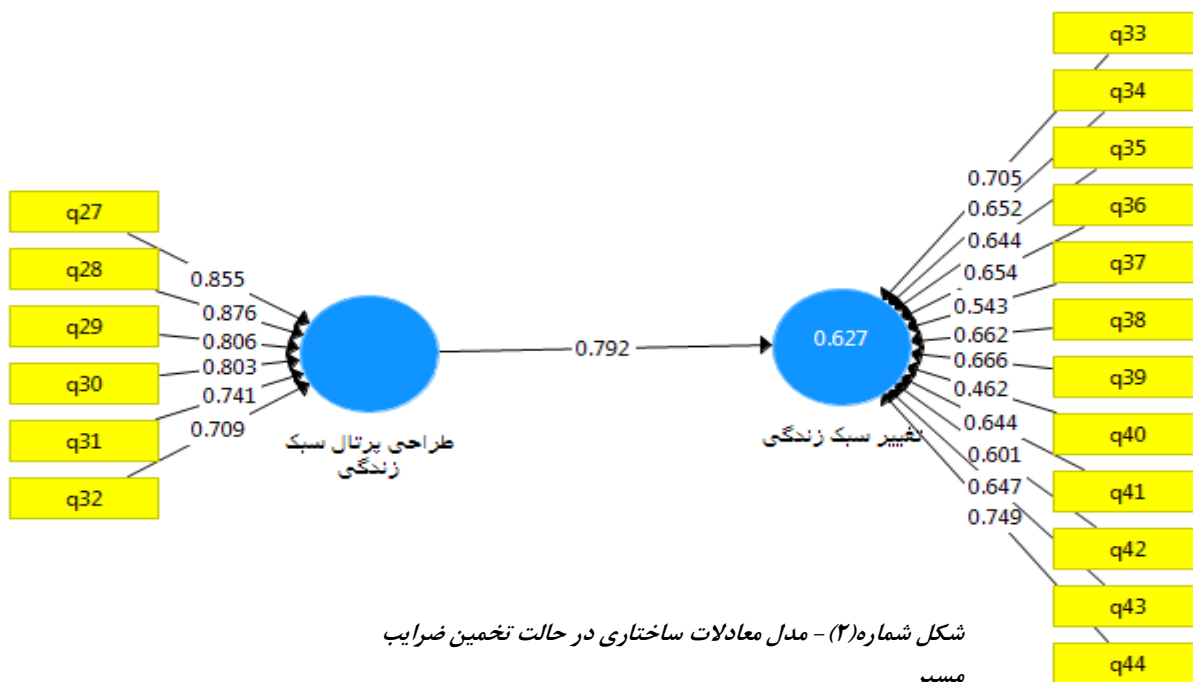 q27
q28
q29
q30
q31
q32
0.855
0.876
0.806
0.803
0.741
0.709
طراحی پرتال سبک
زندگی
0.792
0.627
تغییر سبک زندگی
0.705
0.652
0.644
0.654
0.543
0.662
0.666
0.462
0.644
0.601
0.647
0.749
q33
q34
q35
q36
q37
q38
q39
q40
q41
q42
q43
q44
شکل شماره(۲) - مدل معادلات ساختاری در حالت تخمین ضرایب
مسیر